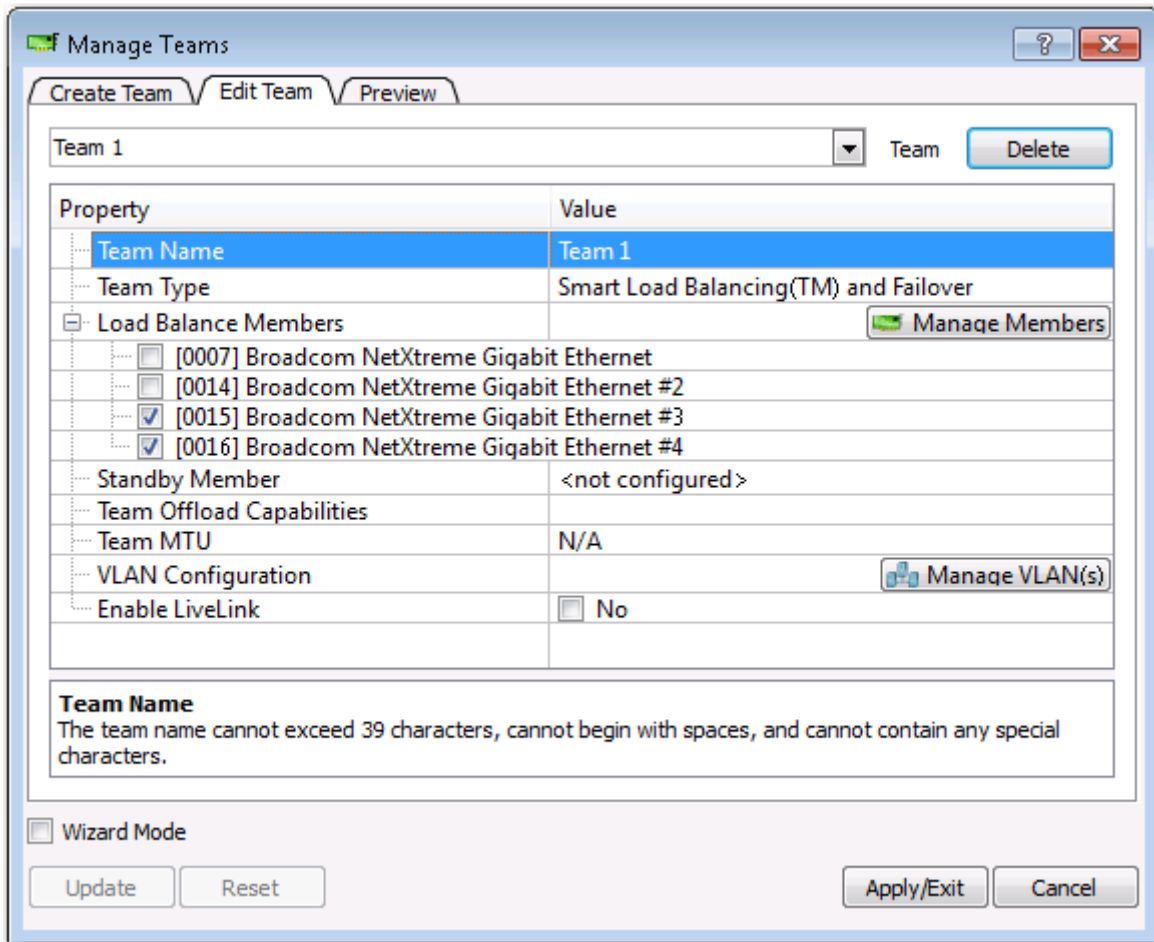 Manage Teams
Create Team Edit Team Preview
Team 1 Team Delete
Property Value
Team Name Team 1
Team Type Smart Load Balancing(TM) and Failover
Load Balance Members Manage Members
[0007] Broadcom NetXtreme Gigabit Ethernet
[0014] Broadcom NetXtreme Gigabit Ethernet #2
[0015] Broadcom NetXtreme Gigabit Ethernet #3
[0016] Broadcom NetXtreme Gigabit Ethernet #4
Standby Member <not configured>
Team Offload Capabilities
Team MTU N/A
VLAN Configuration Manage VLAN(s)
Enable LiveLink No
Team Name
The team name cannot exceed 39 characters, cannot begin with spaces, and cannot contain any special
characters.
Wizard Mode
Update Reset Apply/Exit Cancel